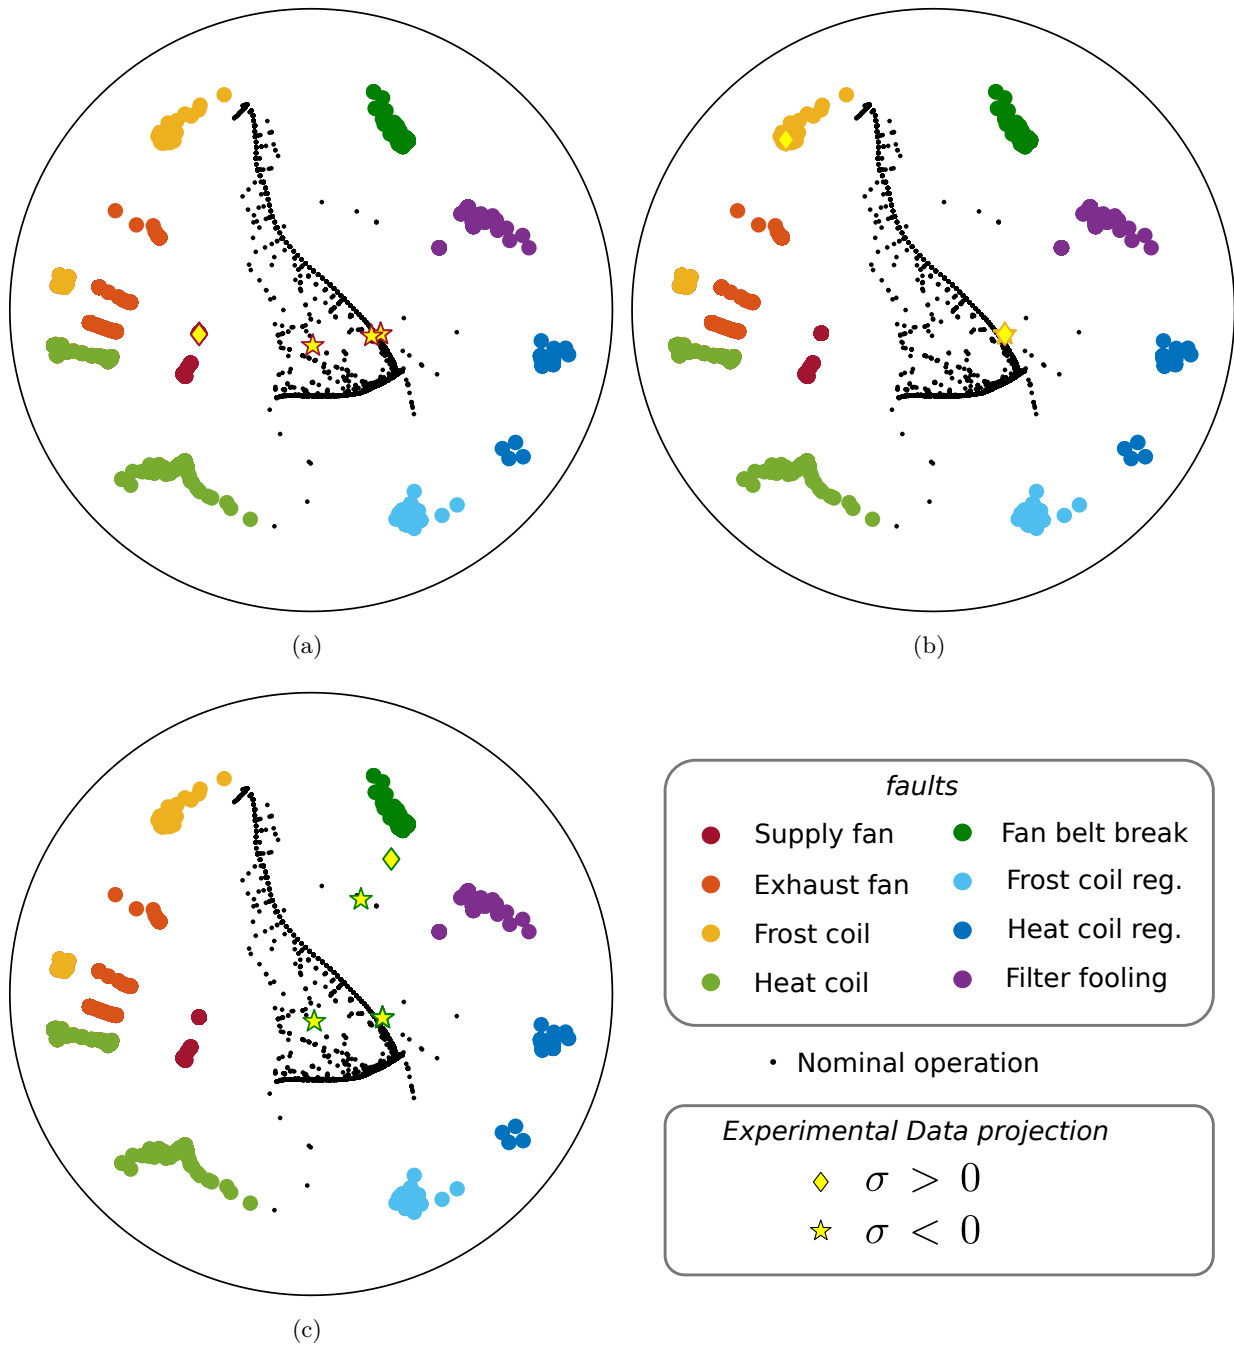 (a)
(b)
faults
Supply fan
Fan belt break
Exhaust fan
Frost coil reg.
Frost coil
Heat coil reg.
Heat coil
Filter fooling
Nominal operation
Experimental Data projection
σ > 0
σ < 0
(c)